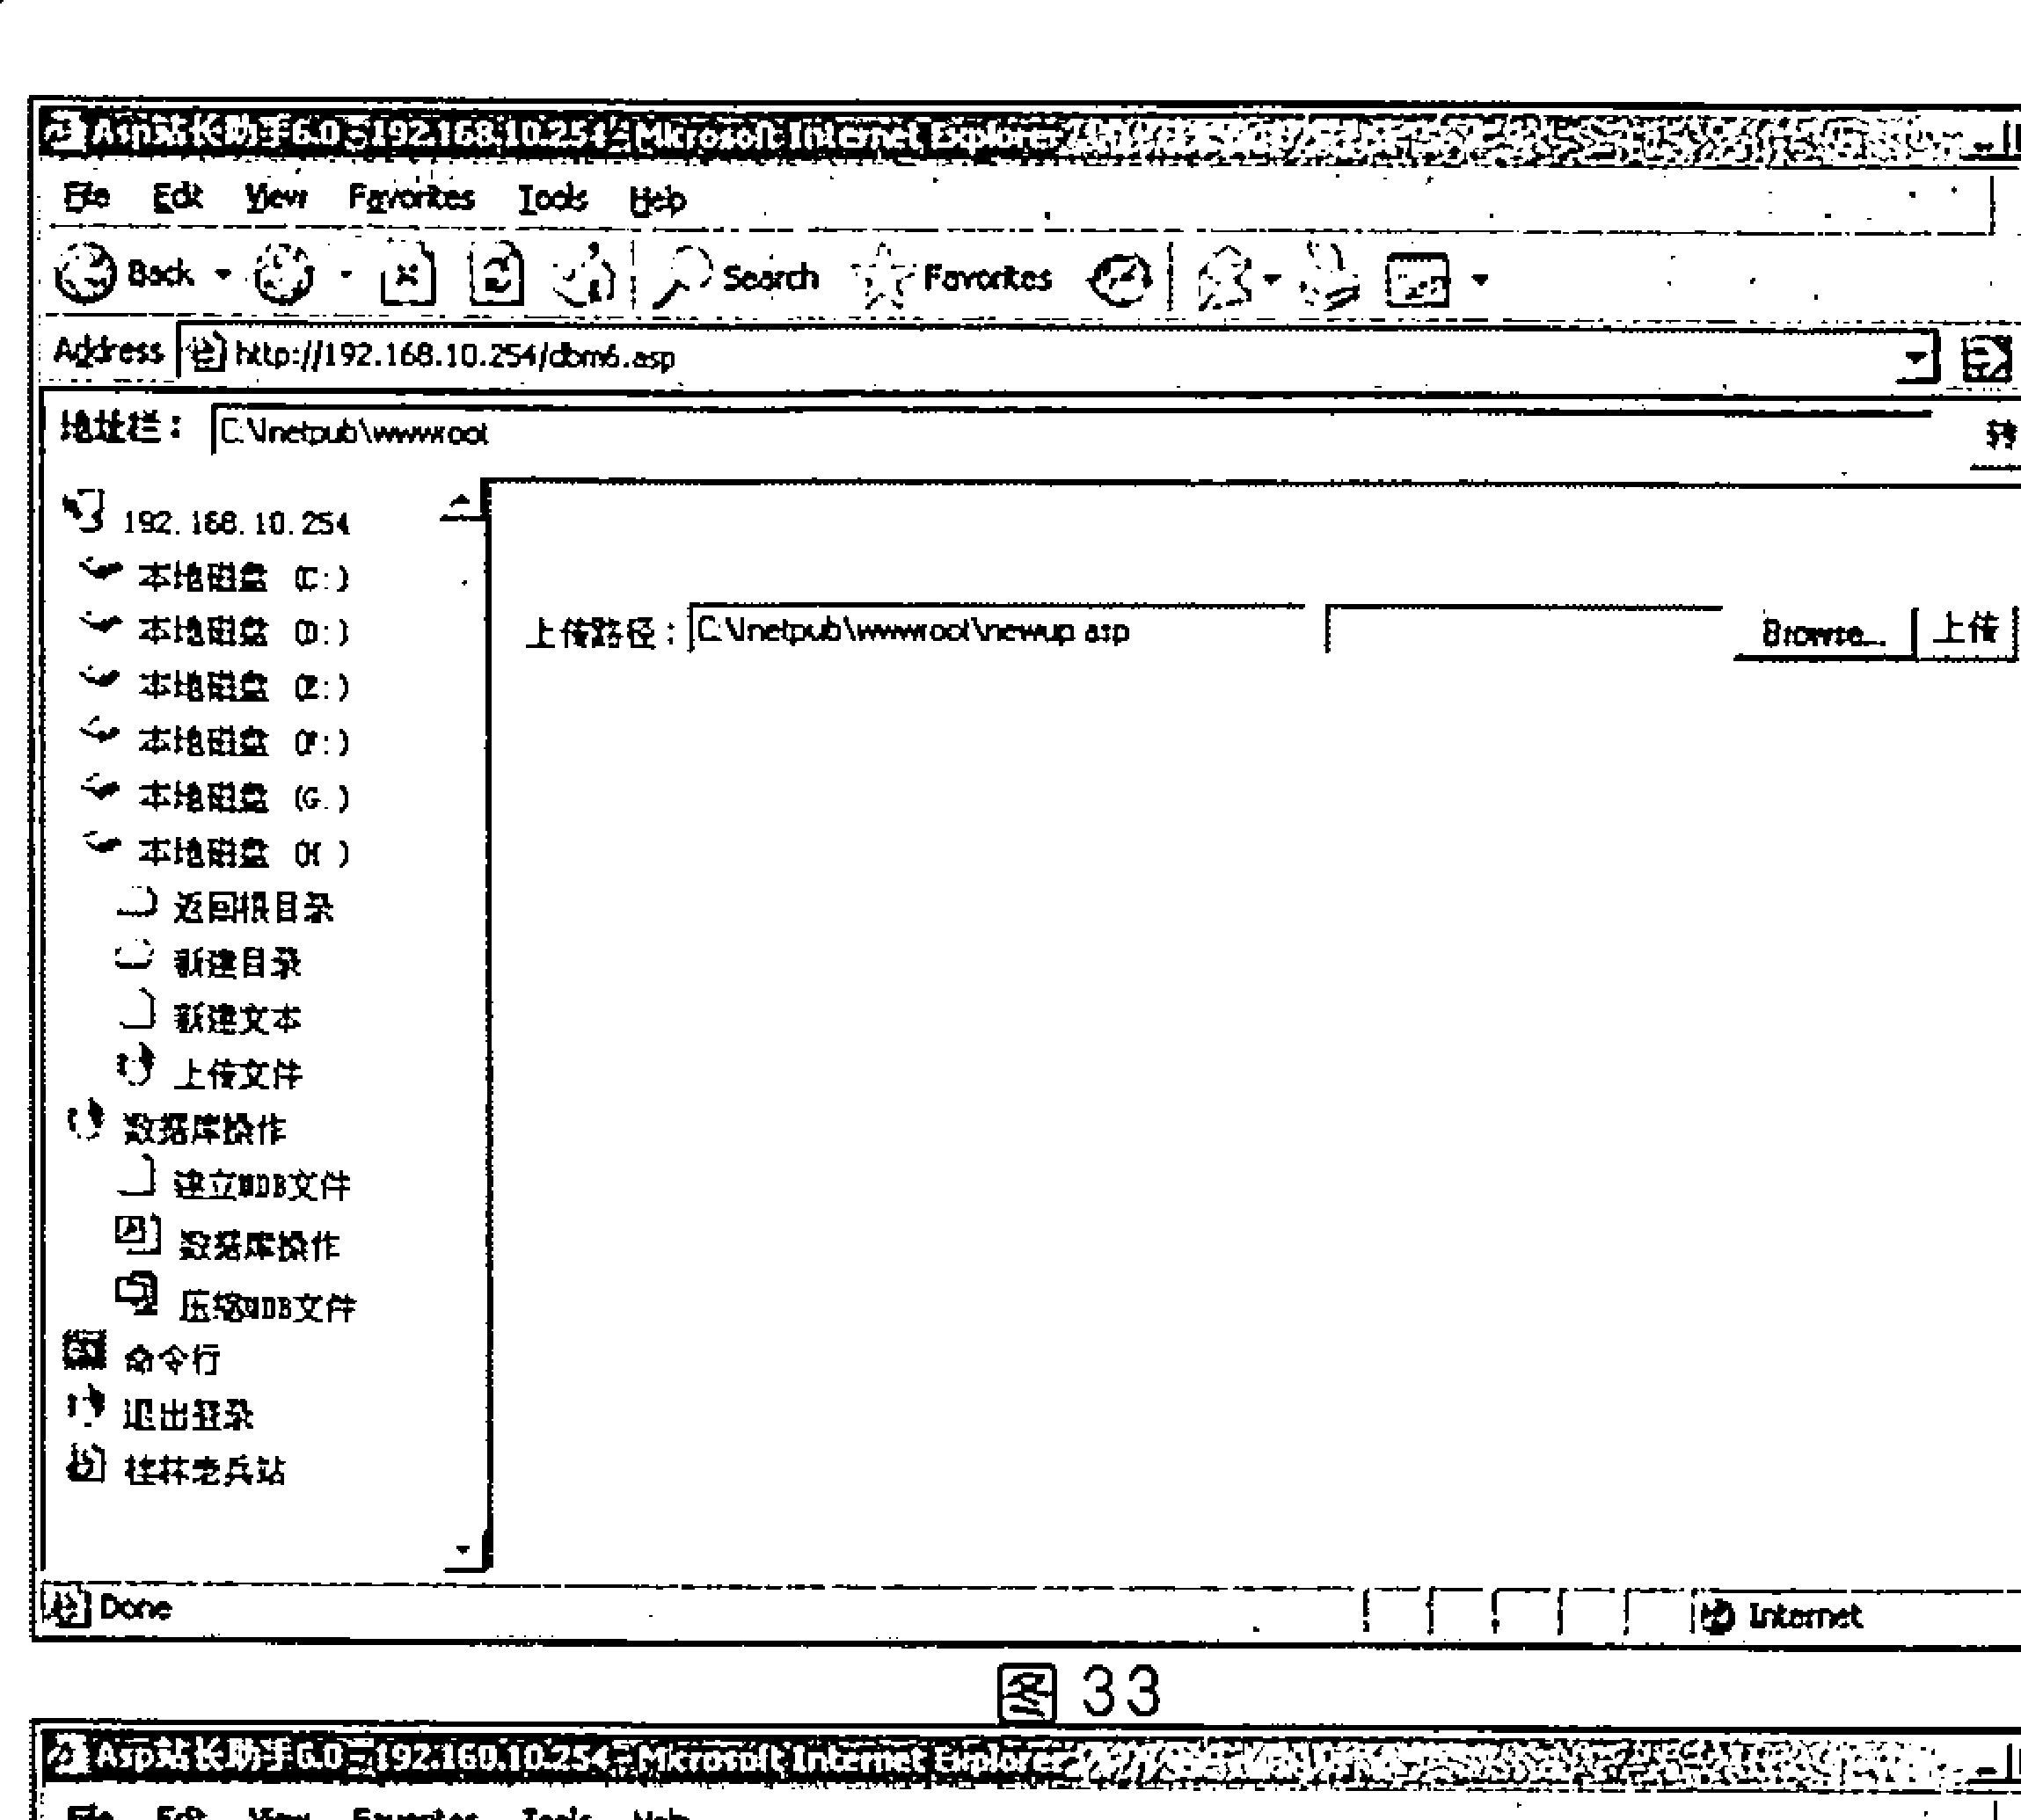 Asp站长助手6.0 - 192.168.10.254 - Microsoft Internet Explorer
File Edit View Favorites Tools Help
Back Search Favorites
Address http://192.168.10.254/dbm6.asp
地址栏： C:\Inetpub\wwwroot 转
192.168.10.254
本地磁盘 (C:)
本地磁盘 (D:)
上传路径： C:\Inetpub\wwwroot\newup.asp Browse... 上传
本地磁盘 (E:)
本地磁盘 (F:)
本地磁盘 (G:)
本地磁盘 (H:)
返回根目录
新建目录
新建文本
上传文件
数据库操作
建立MDB文件
数据库操作
压缩MDB文件
命令行
退出登录
桂林老兵站
Done Internet
图 33
Asp站长助手6.0 - 192.168.10.254 - Microsoft Internet Explorer
File Edit View Favorites Tools Help